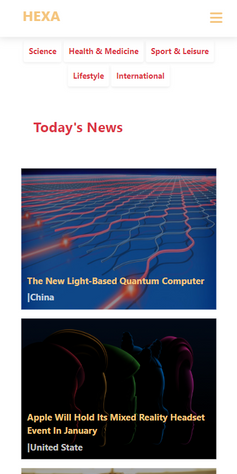 HEXA
Science
Health & Medicine
Sport & Leisure
Lifestyle
International
Today's News
The New Light-Based Quantum Computer
|China
Apple Will Hold Its Mixed Reality Headset
Event In January
|United State